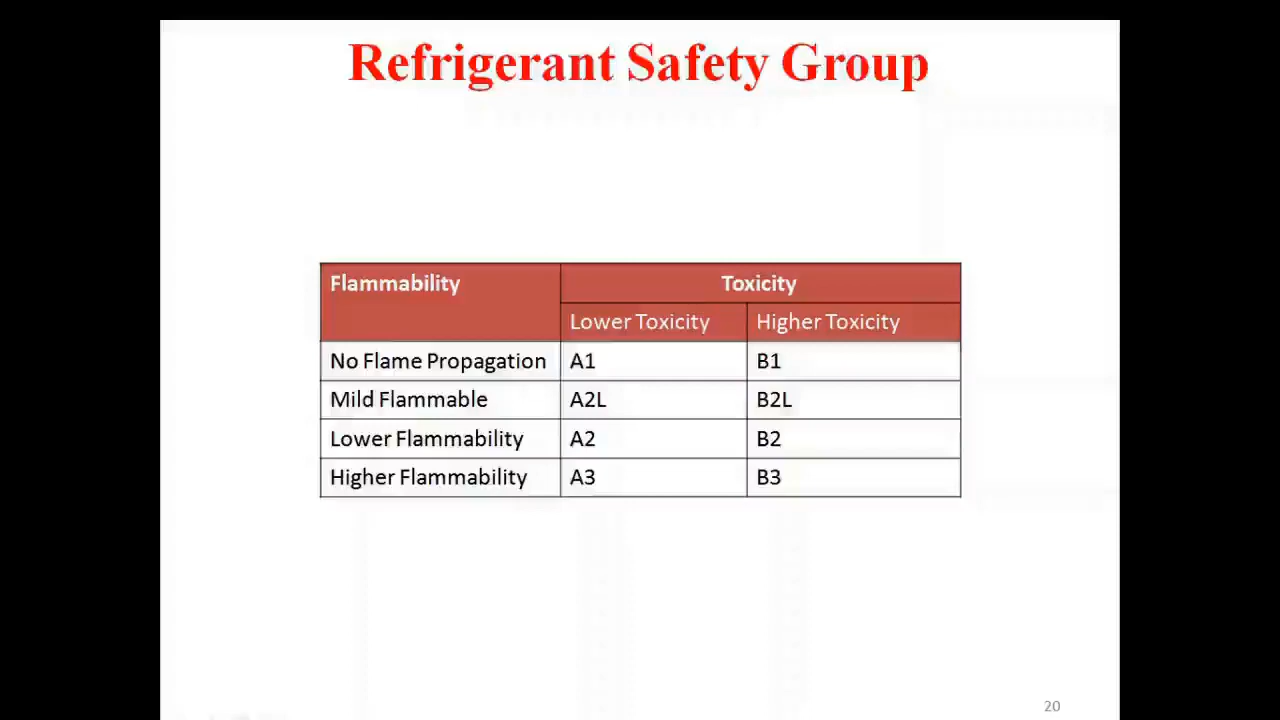 Refrigerant Safety Group
Flammability Toxicity
Lower Toxicity Higher Toxicity
No Flame Propagation A1 B1
Mild Flammable A2L B2L
Lower Flammability A2 B2
Higher Flammability A3 B3
20